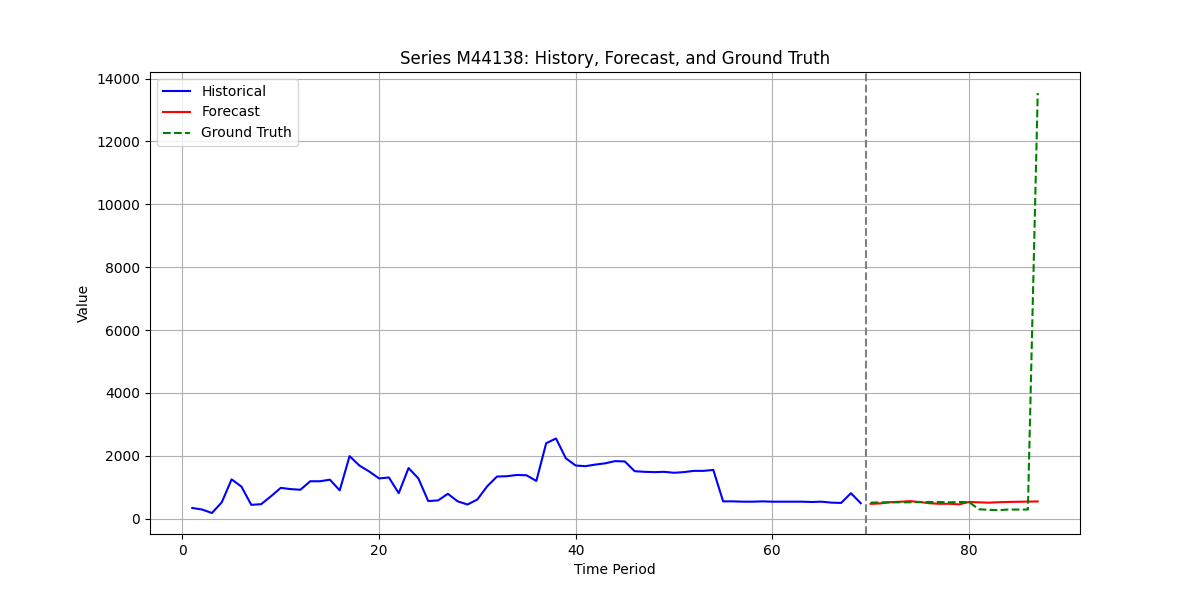 Series M44138: History, Forecast, and Ground Truth
Historical
Forecast
Ground Truth
14000
12000
10000
8000
6000
4000
2000
0
Value
0 20 40 60 80
Time Period